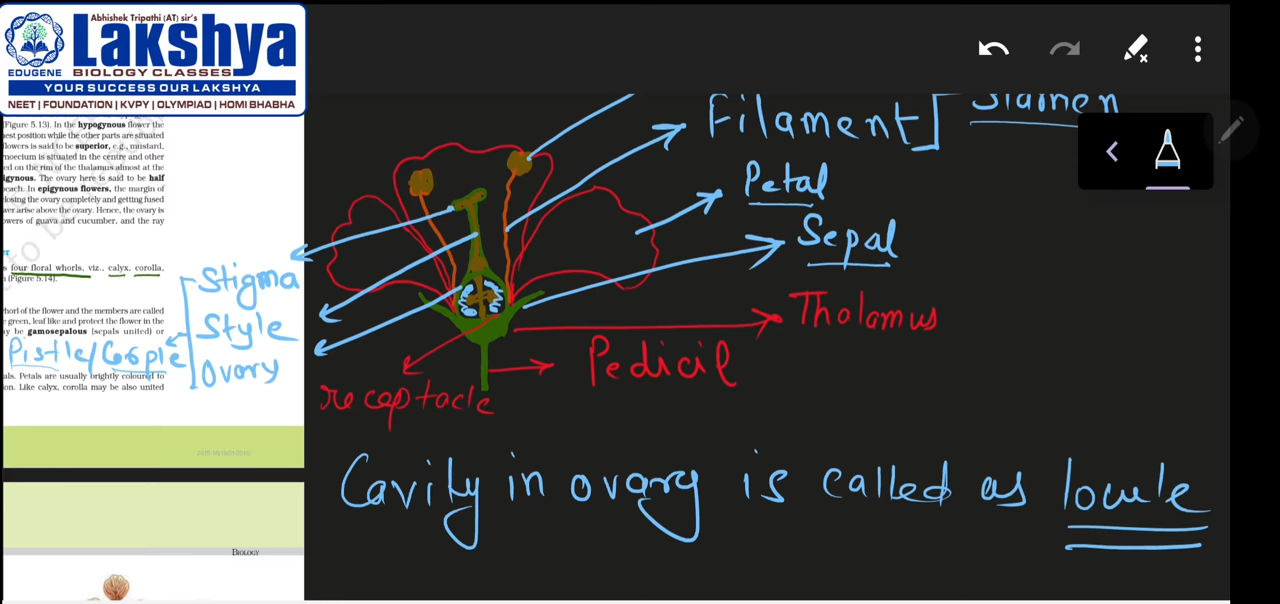 Abhishek Tripathi (AT) sir's
Lakshya
EDUGENE BIOLOGY CLASSES
YOUR SUCCESS OUR LAKSHYA
NEET | FOUNDATION | KVPY | OLYMPIAD | HOMI BHABHA
(Figure 5.13). In the hypogynous flower the
est position while the other parts are situated
flowers is said to be superior, e.g., mustard,
noecium is situated in the centre and other
ed on the rim of the thalamus almost at the
igynous. The ovary here is said to be half
peach. In epigynous flowers, the margin of
losing the ovary completely and getting fused
wer arise above the ovary. Hence, the ovary is
owers of guava and cucumber, and the ray
er
s four floral whorls, viz., calyx, corolla,
(Figure 5.14).
horl of the flower and the members are called
green, leaf like and protect the flower in the
y be gamosepalous (sepals united) or
als. Petals are usually brightly coloured to
on. Like calyx, corolla may be also united
Stigma
Style
Ovary
Pistle/Carple
Filament] Stamen
Petal
Sepal
Thalamus
Pedicil
receptacle
Cavity in ovary is called as locule
BIOLOGY